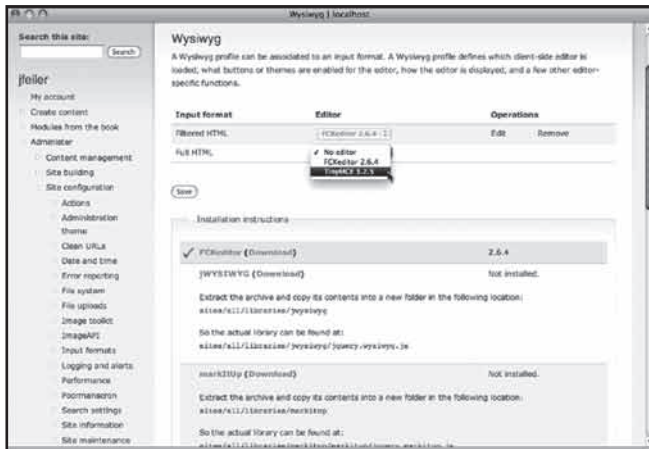 Wysiwyg | localhost
Search this site:
Search
jfeiler
My account
Create content
Modules from the book
Administer
Content management
Site building
Site configuration
Actions
Administration
theme
Clean URLs
Date and time
Error reporting
File system
File uploads
Image toolkit
ImageAPI
Input formats
Logging and alerts
Performance
Poormanscron
Search settings
Site information
Site maintenance
Wysiwyg
A Wysiwyg profile can be associated to an input format. A Wysiwyg profile defines which client-side editor is
loaded, what buttons or themes are enabled for the editor, how the editor is displayed, and a few other editor-
specific functions.
Input format Editor Operations
Filtered HTML FCKeditor 2.6.4 Edit Remove
Full HTML
✓ No editor
FCKeditor 2.6.4
TinyMCE 3.2.5
Save
Installation instructions
✓ FCKeditor (Download) 2.6.4
jWYSIWYG (Download) Not installed.
Extract the archive and copy its contents into a new folder in the following location:
sites/all/libraries/jwysiwyg
So the actual library can be found at:
sites/all/libraries/jwysiwyg/jquery.wysiwyg.js
markItUp (Download) Not installed.
Extract the archive and copy its contents into a new folder in the following location:
sites/all/libraries/markitup
So the actual library can be found at:
sites/all/libraries/markitup/markitup/jquery.markitup.js